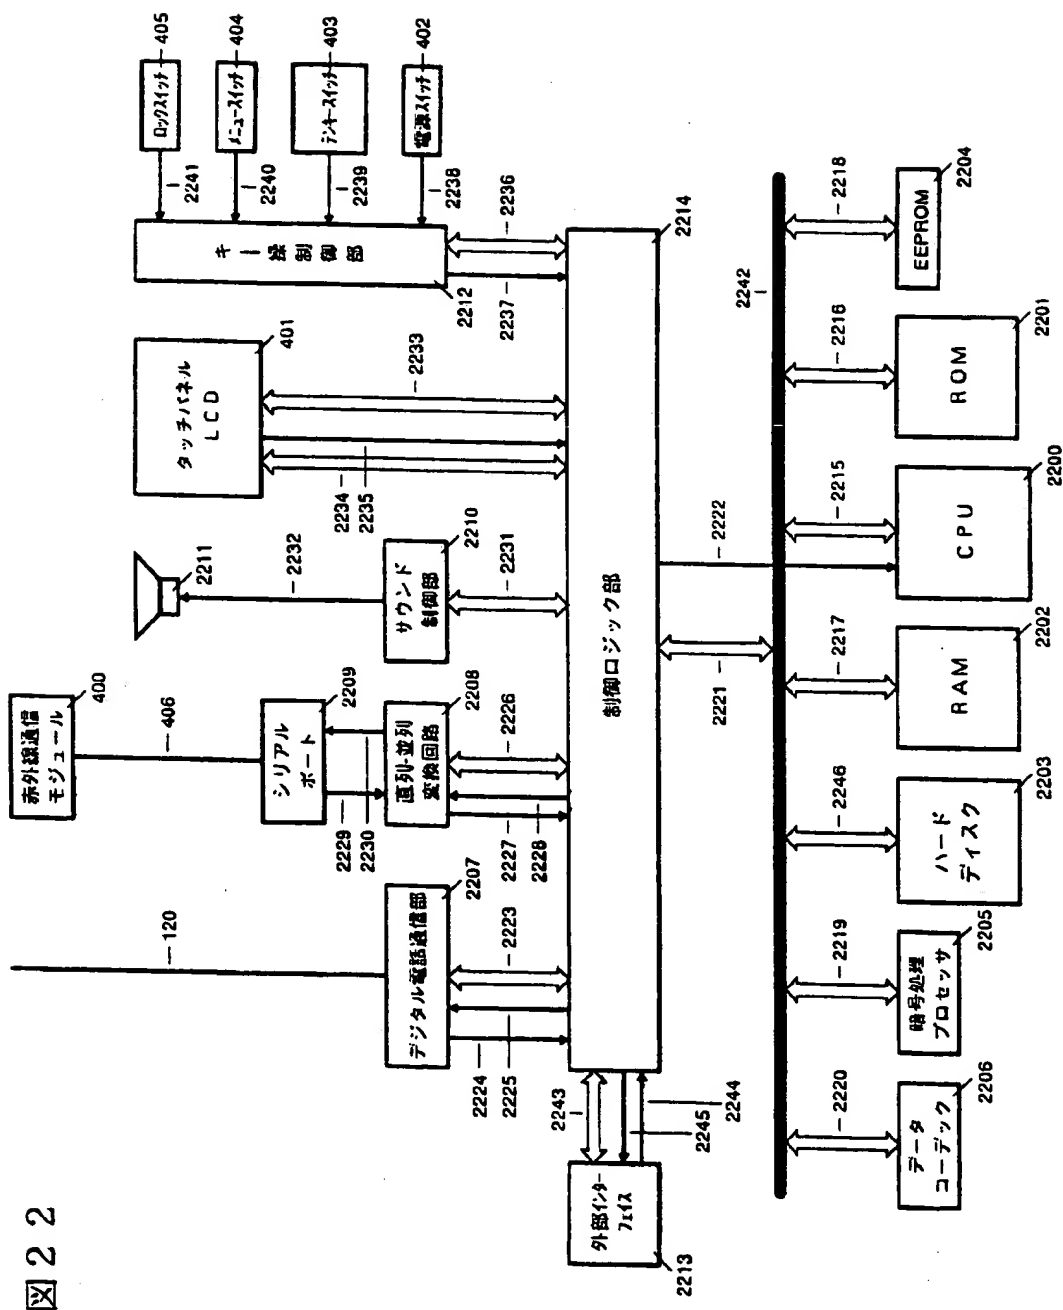 図22
赤外線通信
モジュール
400
406
120
シリアル
ポート
2209
2229
2230
デジタル電話通信部
2207
直列-並列
変換回路
2208
サウンド
制御部
2210
2211
2232
タッチパネル
LCD
401
キー操制御部
2212
ロックスイッチ
405
メニュースイッチ
404
テンキースイッチ
403
電源スイッチ
402
2241
2240
2239
2238
2224
2225
2223
2227
2228
2226
2231
2234
2235
2233
2237
2236
外部インター
フェイス
2213
2243
2245
2244
制御ロジック部
2214
2221
2222
2242
2220
2219
2246
2217
2215
2216
2218
データ
コーデック
2206
暗号処理
プロセッサ
2205
ハード
ディスク
2203
RAM
2202
CPU
2200
ROM
2201
EEPROM
2204